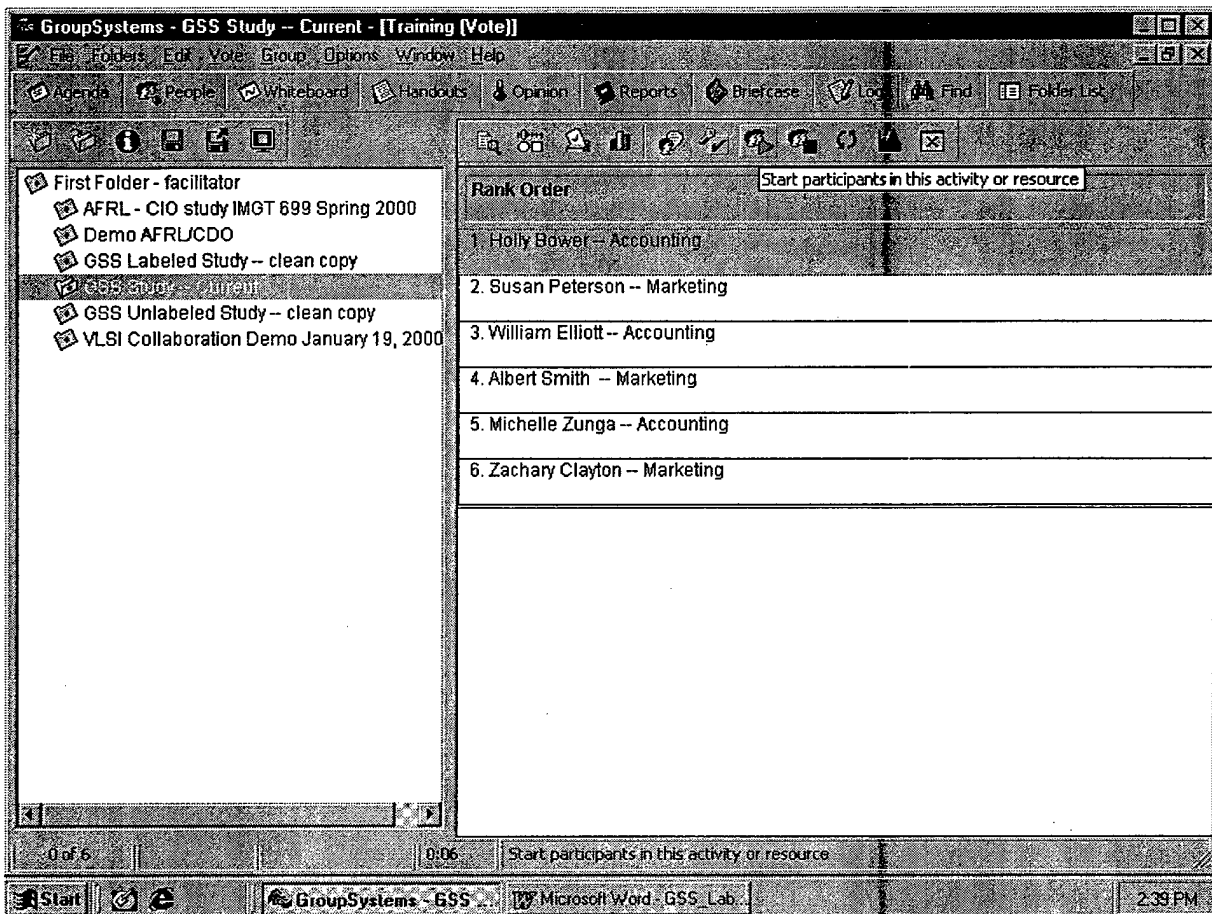 GroupSystems - GSS Study -- Current - [Training (Vote)]
File Folders Edit Vote Group Options Window Help
Agenda People Whiteboard Handouts Opinion Reports Briefcase Log Find Folder List
First Folder - facilitator
AFRL - CIO study IMGT 699 Spring 2000
Demo AFRL/CDO
GSS Labeled Study -- clean copy
GSS Study -- Current
GSS Unlabeled Study -- clean copy
VLSI Collaboration Demo January 19, 2000
Rank Order
Start participants in this activity or resource
1. Holly Bower -- Accounting
2. Susan Peterson -- Marketing
3. William Elliott -- Accounting
4. Albert Smith -- Marketing
5. Michelle Zunga -- Accounting
6. Zachary Clayton -- Marketing
0 of 6 0:06 Start participants in this activity or resource
Start GroupSystems - GSS ... Microsoft Word - GSS_Lab... 2:39 PM